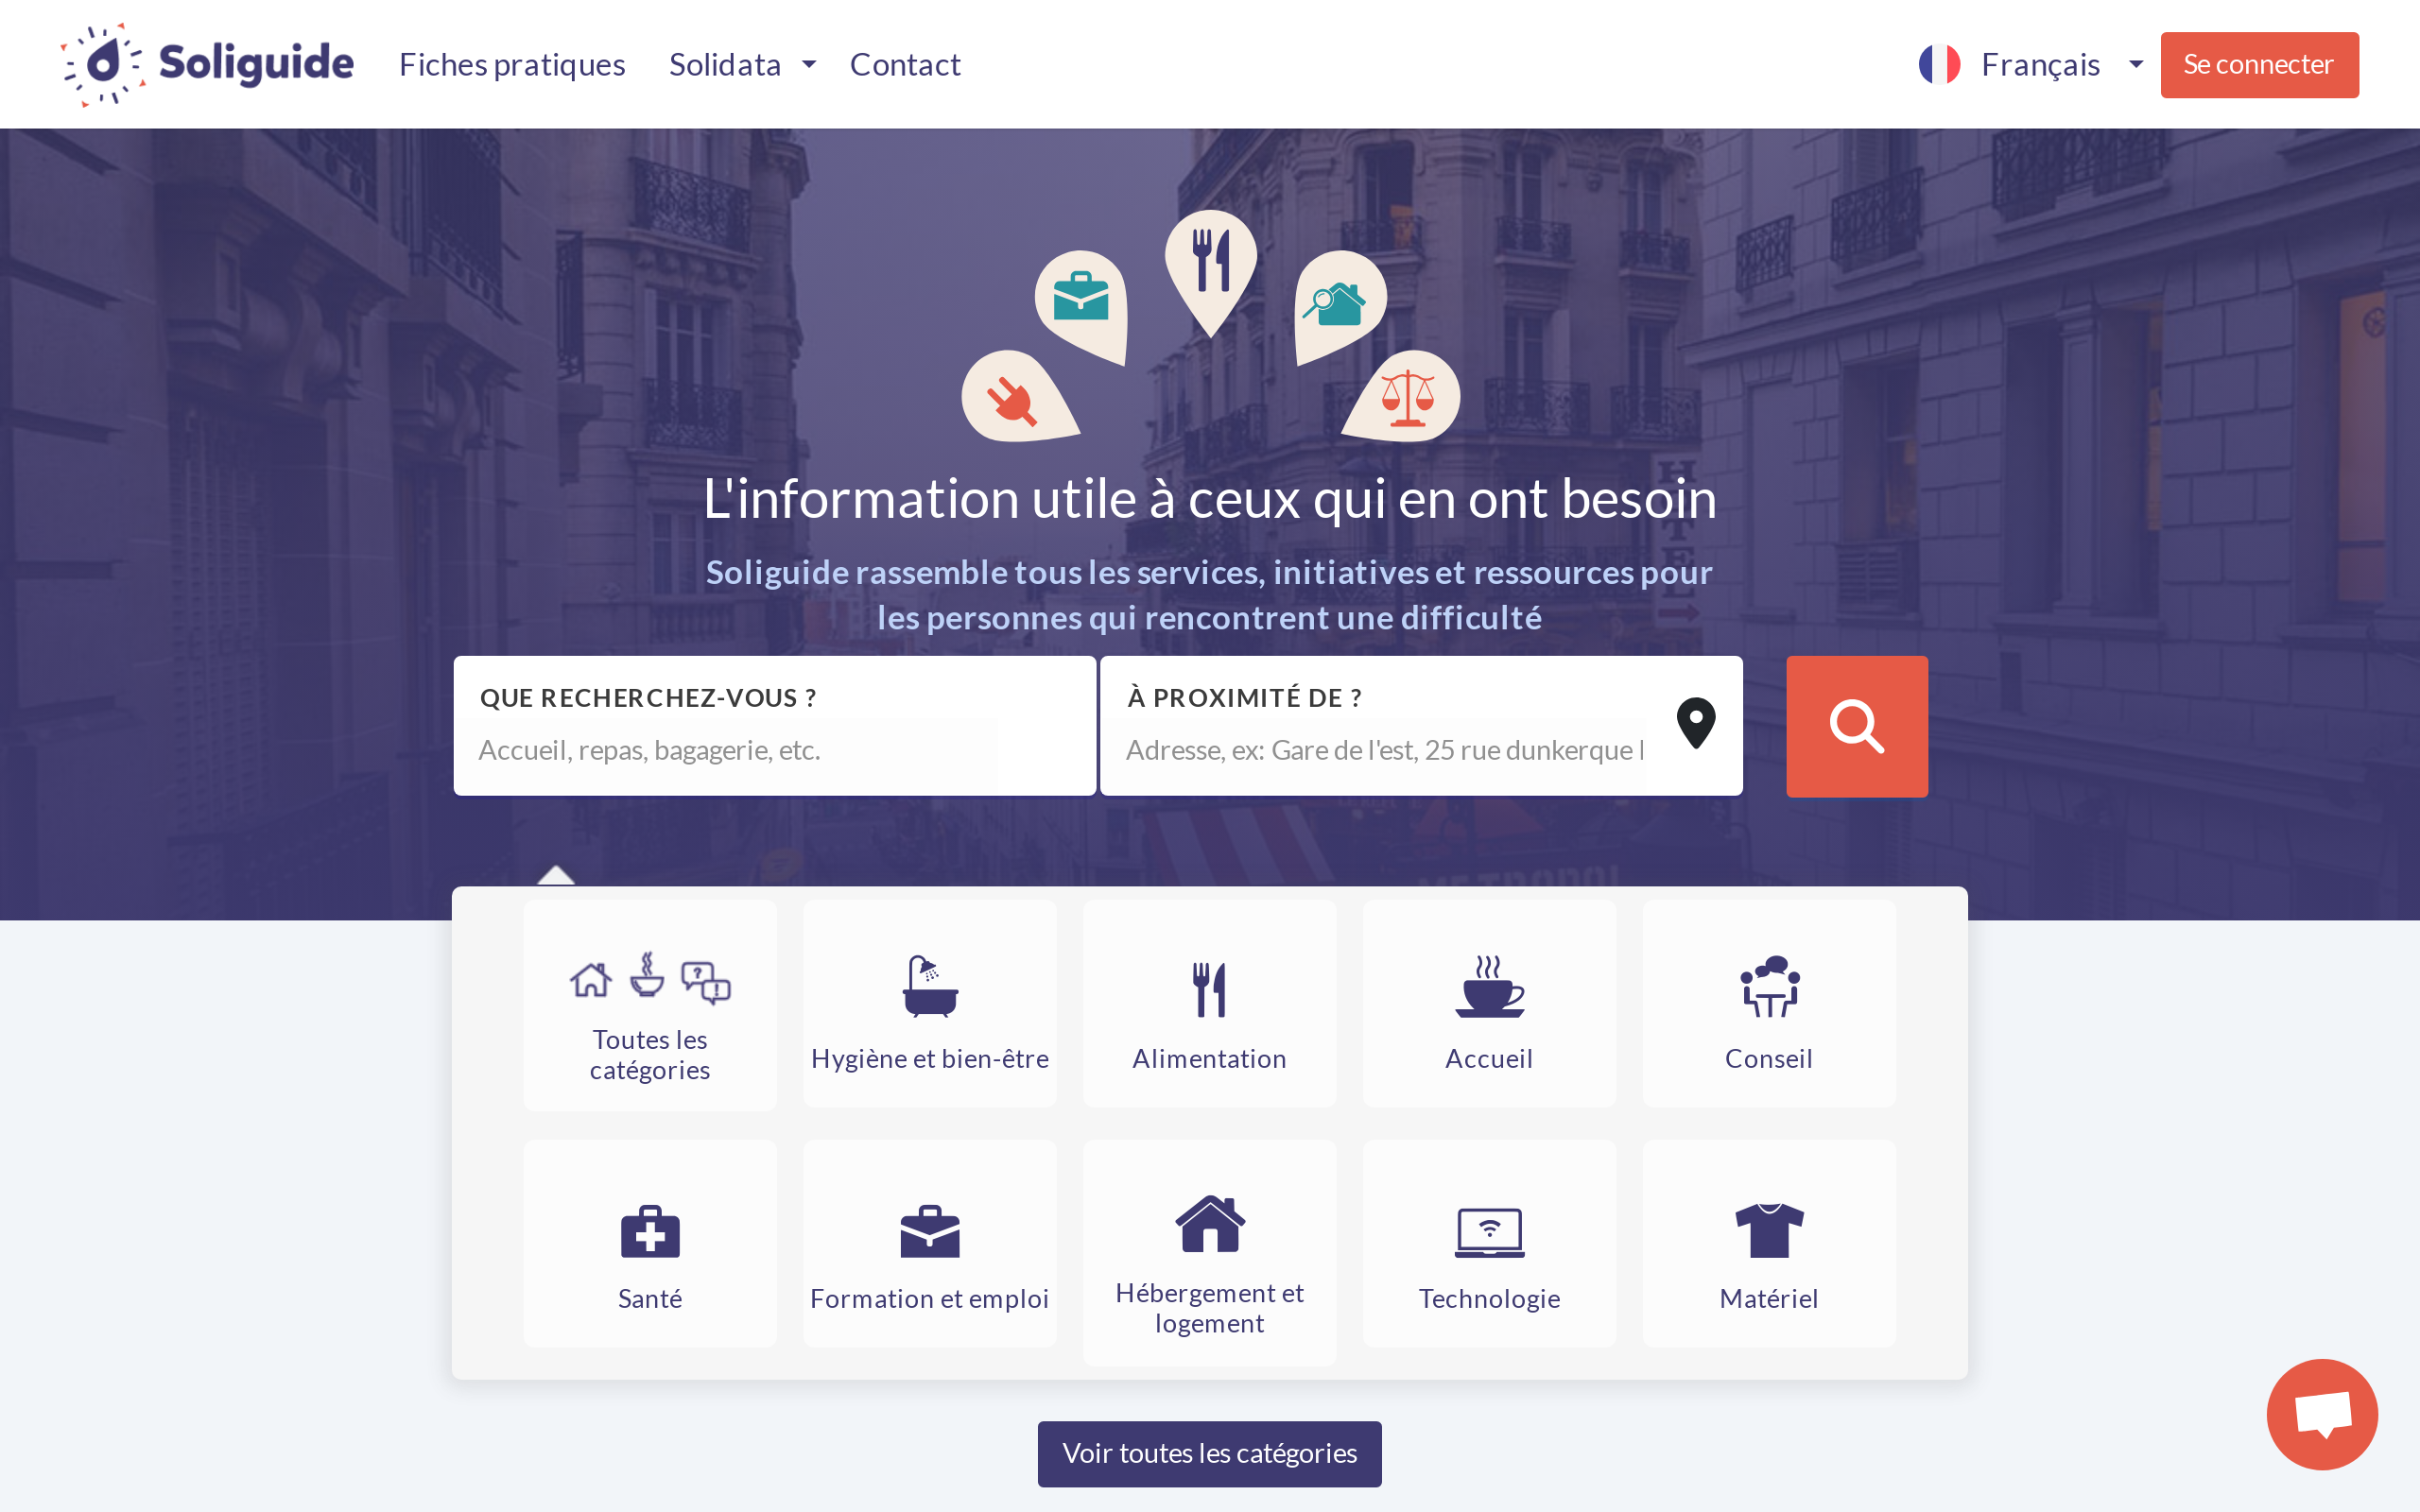 Soliguide
Fiches pratiques
Solidata
Contact
Français
Se connecter
L'information utile à ceux qui en ont besoin
Soliguide rassemble tous les services, initiatives et ressources pour
les personnes qui rencontrent une difficulté
QUE RECHERCHEZ-VOUS ?
Accueil, repas, bagagerie, etc.
À PROXIMITÉ DE ?
Adresse, ex: Gare de l'est, 25 rue dunkerque l
HOTEL
Toutes les
catégories
Hygiène et bien-être
Alimentation
Accueil
Conseil
Santé
Formation et emploi
Hébergement et
logement
Technologie
Matériel
Voir toutes les catégories